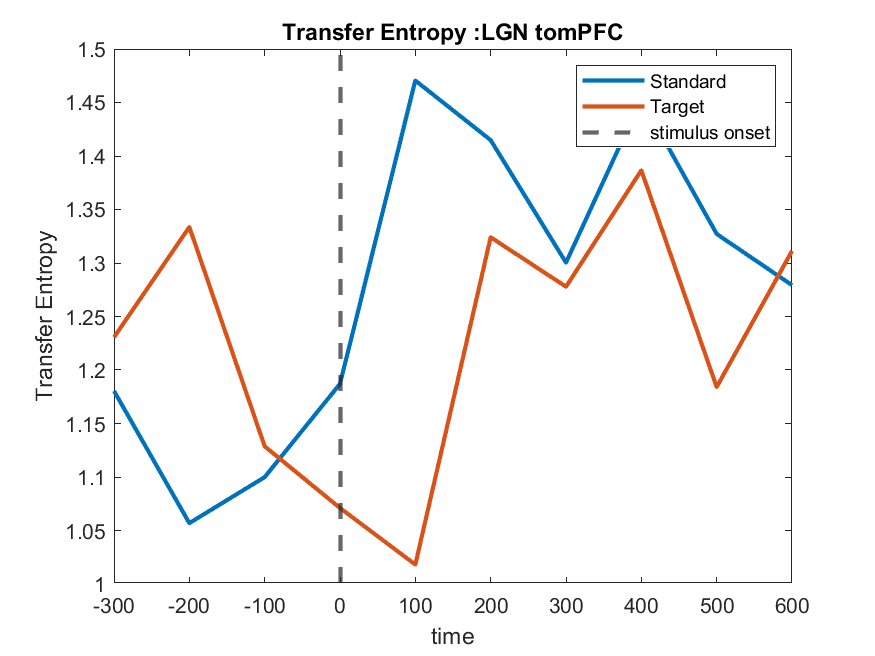 Transfer Entropy :LGN tomPFC
1.5
1.45
1.4
1.35
1.3
1.25
1.2
1.15
1.1
1.05
1
Transfer Entropy
Standard
Target
stimulus onset
-300 -200 -100 0 100 200 300 400 500 600
time